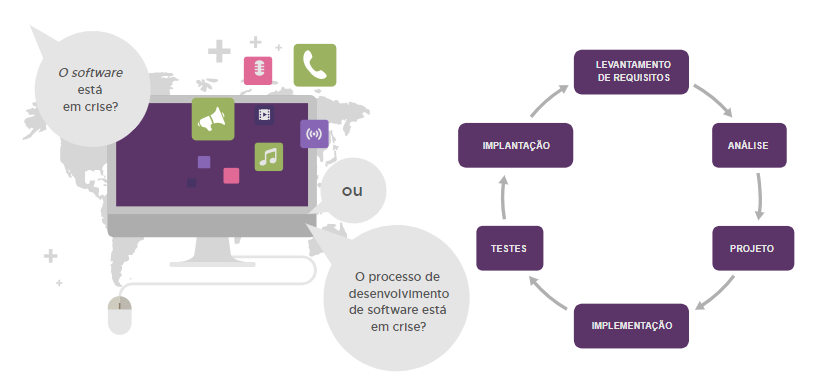 O software
está
em crise?
ou
O processo de
desenvolvimento
de software está
em crise?
LEVANTAMENTO
DE REQUISITOS
ANÁLISE
PROJETO
IMPLEMENTAÇÃO
TESTES
IMPLANTAÇÃO